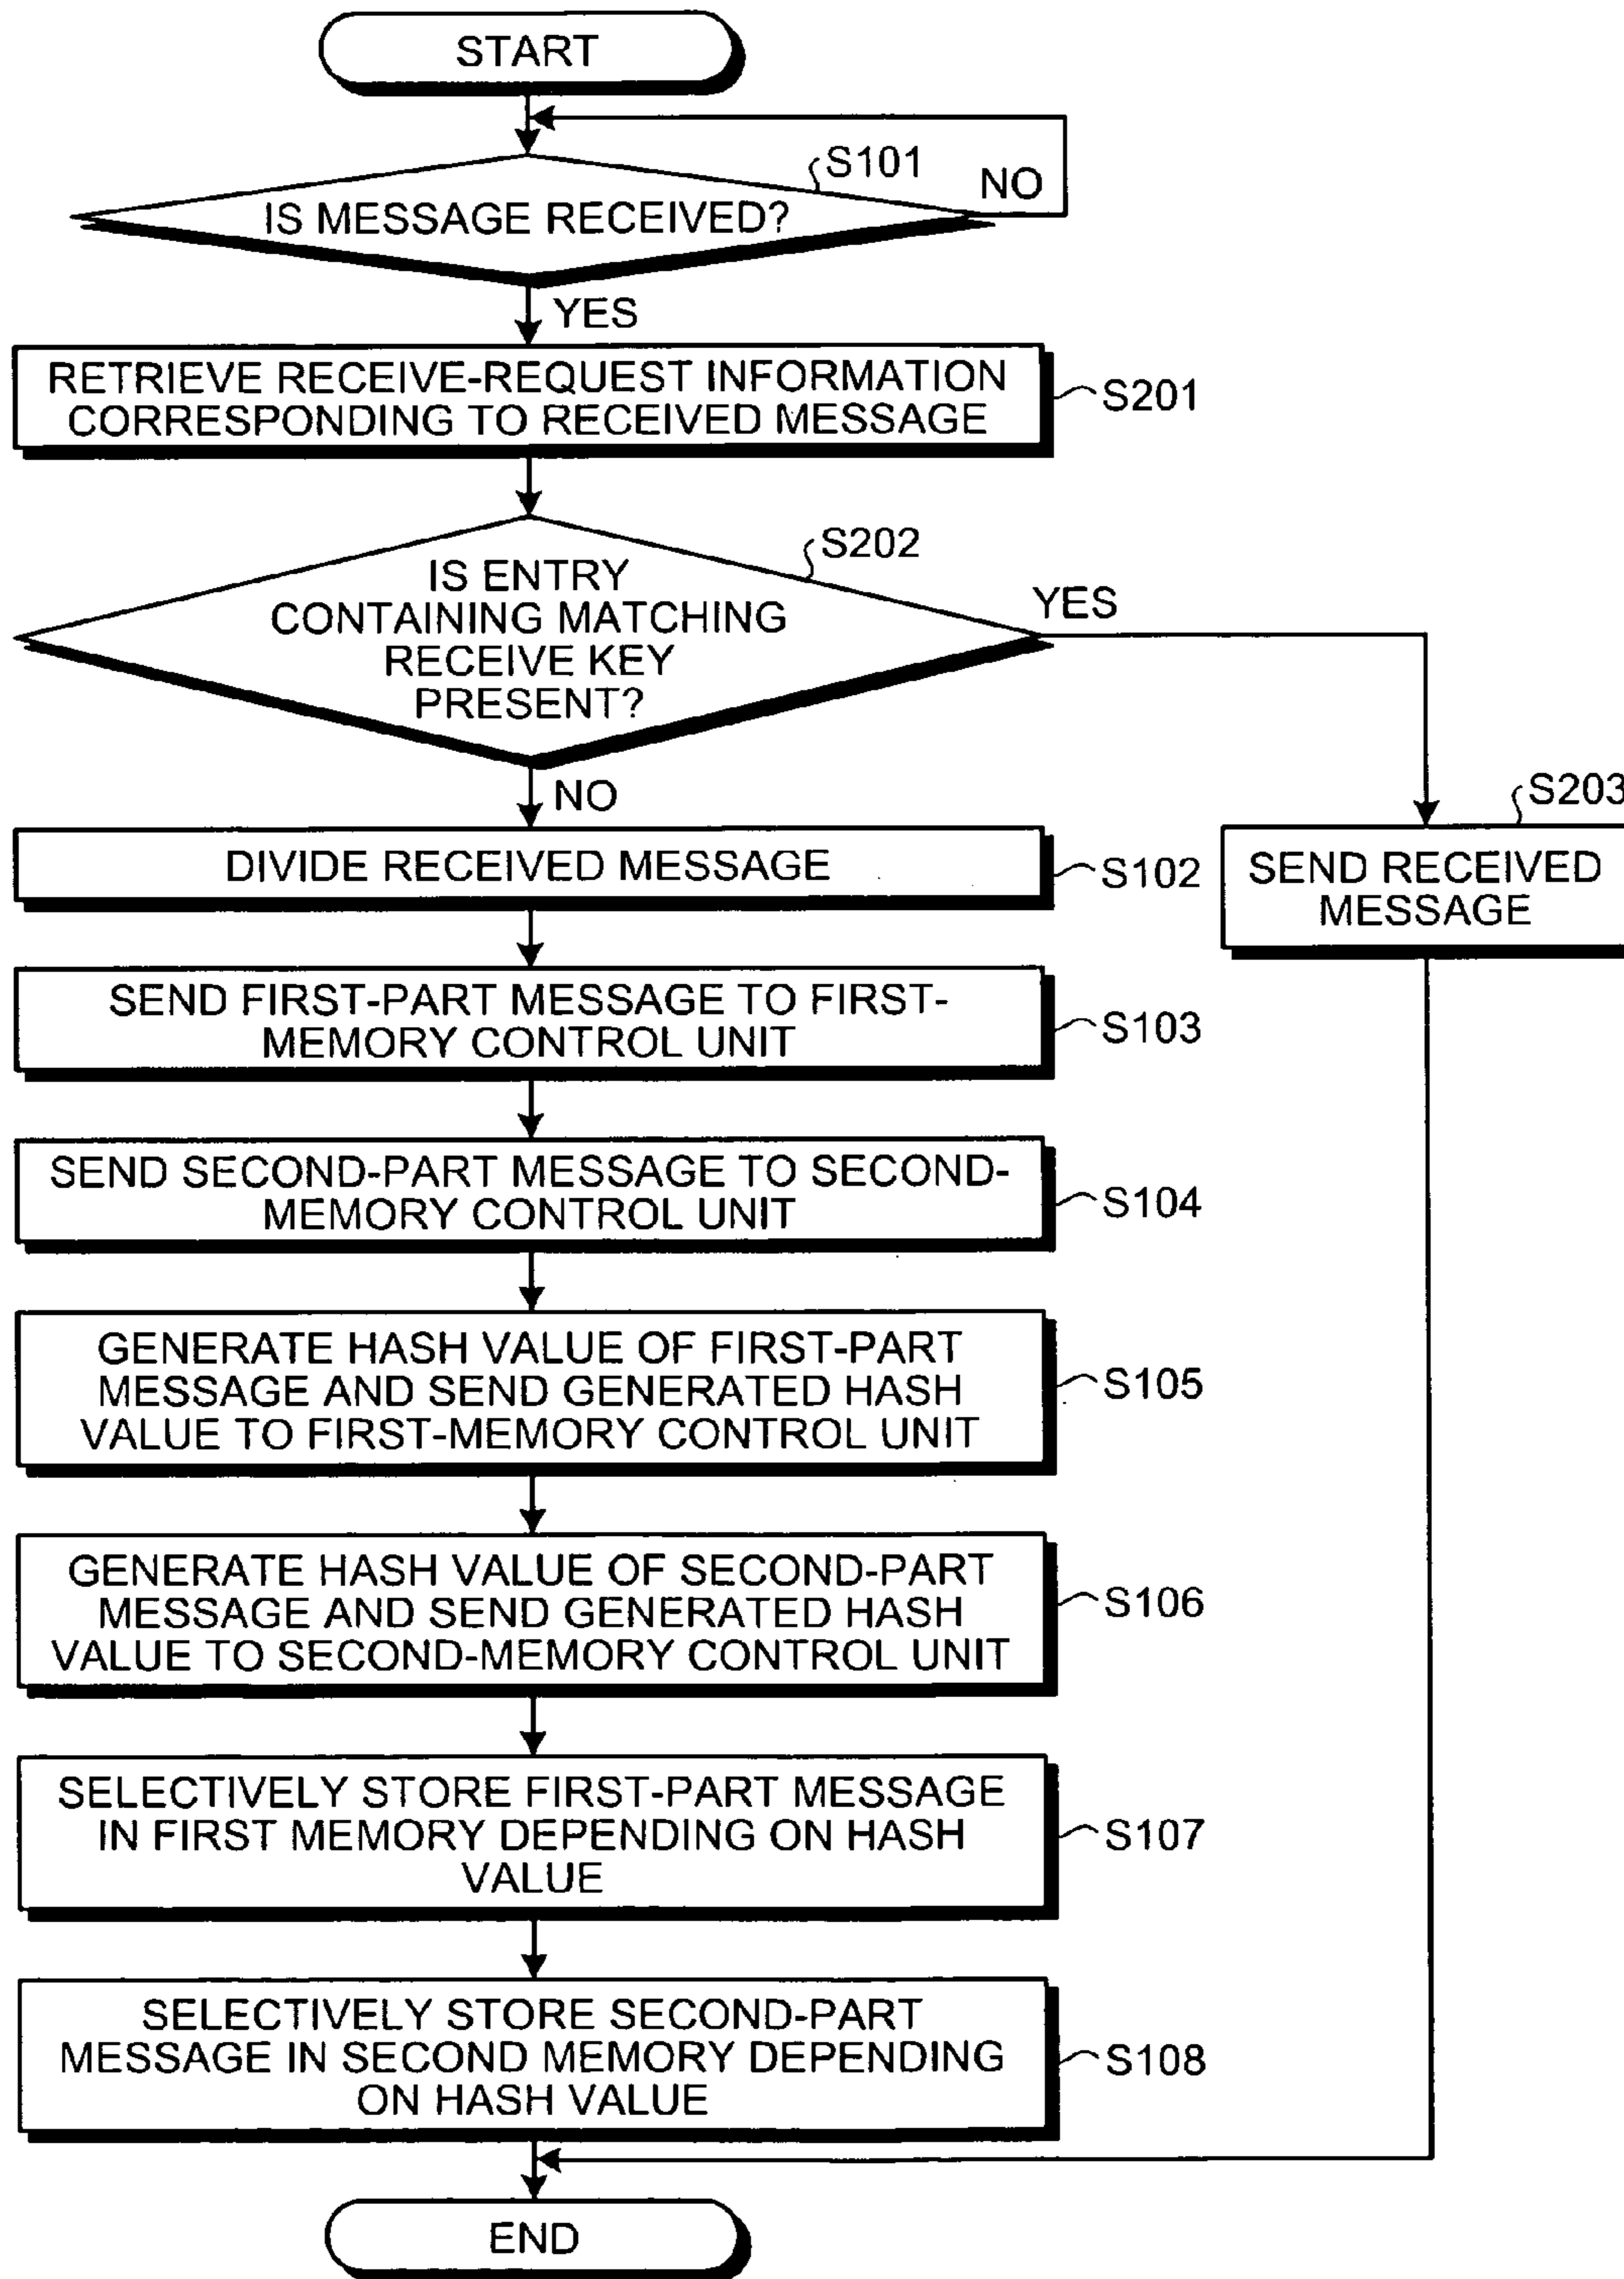 START
S101
NO
IS MESSAGE RECEIVED?
YES
RETRIEVE RECEIVE-REQUEST INFORMATION
CORRESPONDING TO RECEIVED MESSAGE
S201
S202
IS ENTRY
CONTAINING MATCHING
RECEIVE KEY
PRESENT?
YES
NO
S203
DIVIDE RECEIVED MESSAGE
S102
SEND RECEIVED
MESSAGE
SEND FIRST-PART MESSAGE TO FIRST-
MEMORY CONTROL UNIT
S103
SEND SECOND-PART MESSAGE TO SECOND-
MEMORY CONTROL UNIT
S104
GENERATE HASH VALUE OF FIRST-PART
MESSAGE AND SEND GENERATED HASH
VALUE TO FIRST-MEMORY CONTROL UNIT
S105
GENERATE HASH VALUE OF SECOND-PART
MESSAGE AND SEND GENERATED HASH
VALUE TO SECOND-MEMORY CONTROL UNIT
S106
SELECTIVELY STORE FIRST-PART MESSAGE
IN FIRST MEMORY DEPENDING ON HASH
VALUE
S107
SELECTIVELY STORE SECOND-PART
MESSAGE IN SECOND MEMORY DEPENDING
ON HASH VALUE
S108
END